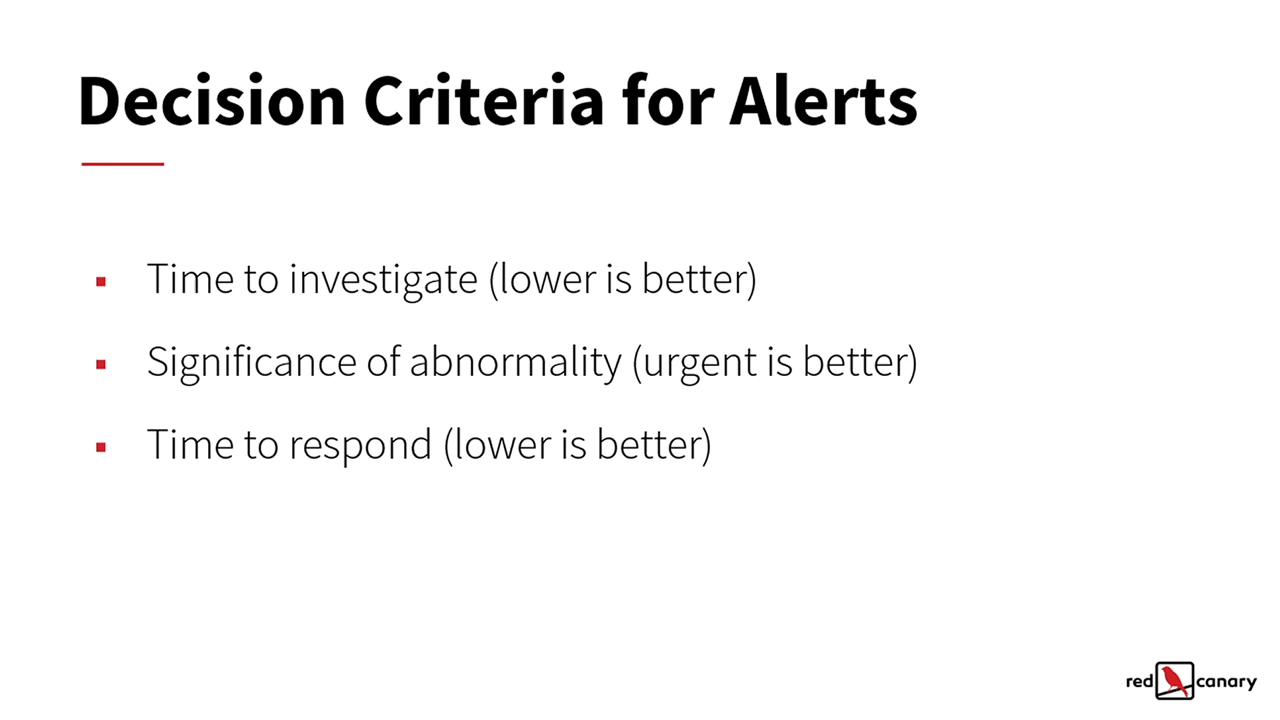 Decision Criteria for Alerts
▪ Time to investigate (lower is better)
▪ Significance of abnormality (urgent is better)
▪ Time to respond (lower is better)
red canary